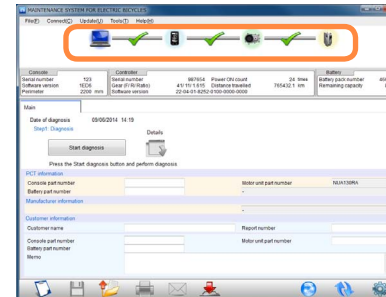 MAINTENANCE SYSTEM FOR ELECTRIC BICYCLES
File(F) Connect(C) Update(U) Tools(T) Help(H)
Console
Serial number 123
Software version 1ED6
Perimeter 2200 mm
Controller
Serial number 987654 Power ON count 24 times
Gear (F/ R/ Ratio) 41/ 11/ 1.615 Distance travelled 765432.1 km
Software version 22-04-01-8252-0100-0000-0000
Battery
Battery pack number
Remaining capacity
Main
Date of diagnosis 09/06/2014 14:19
Step1 Diagnosis
Details
Start diagnosis
Press the Start diagnosis button and perform diagnosis
PCT information
Console part number Motor unit part number
Battery part number -
Manufacturer information
-
Customer information
Customer name Report number
Console part number Motor unit part number
Battery part number
Memo